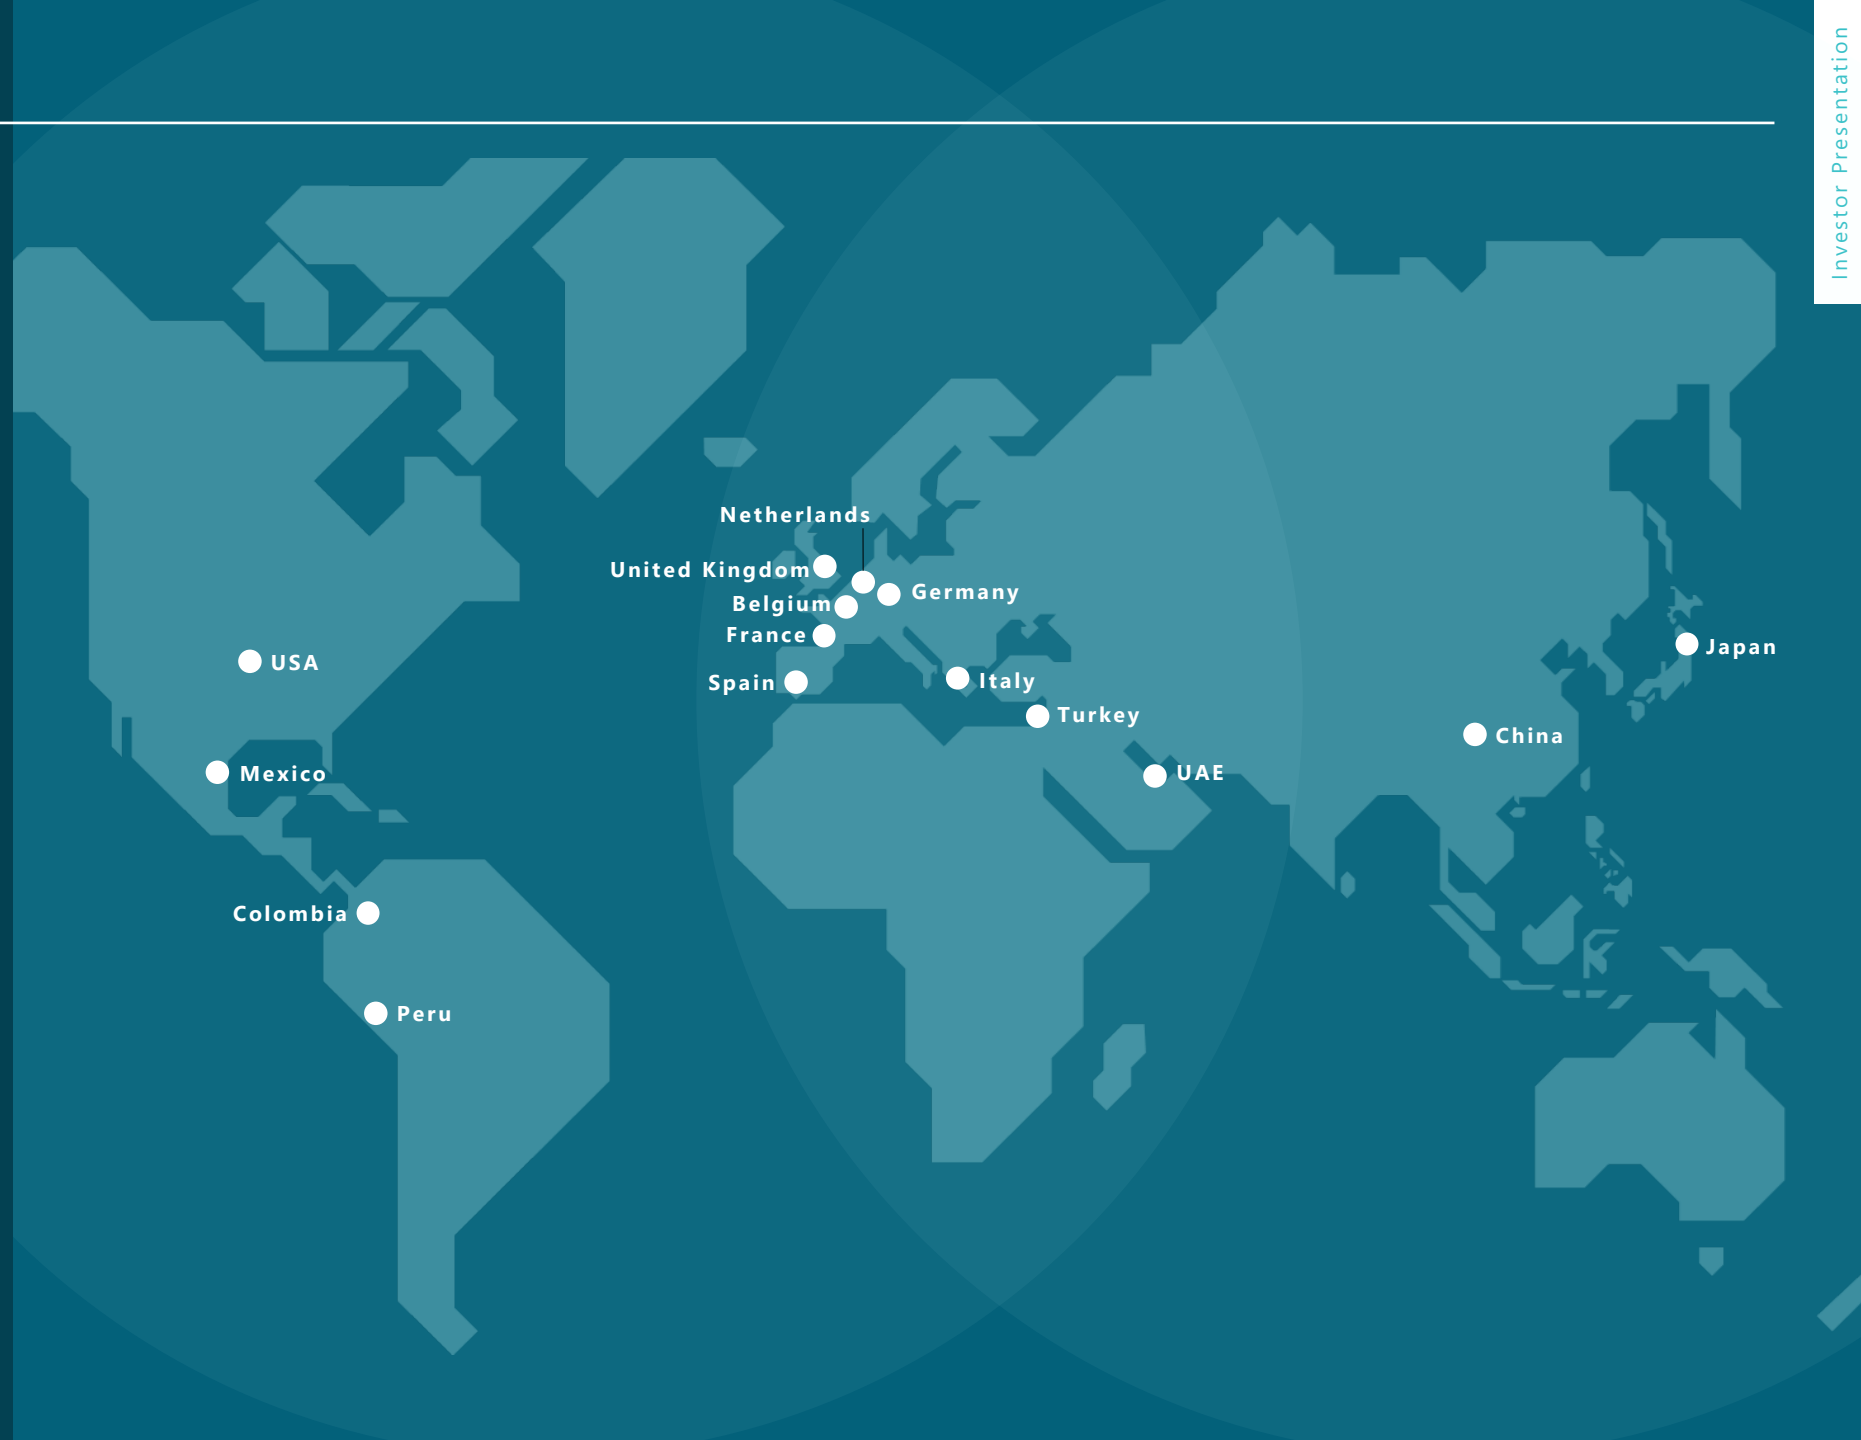 Investor Presentation
Netherlands
United Kingdom
Germany
Belgium
France
USA
Japan
Spain
Italy
Turkey
China
Mexico
UAE
Colombia
Peru